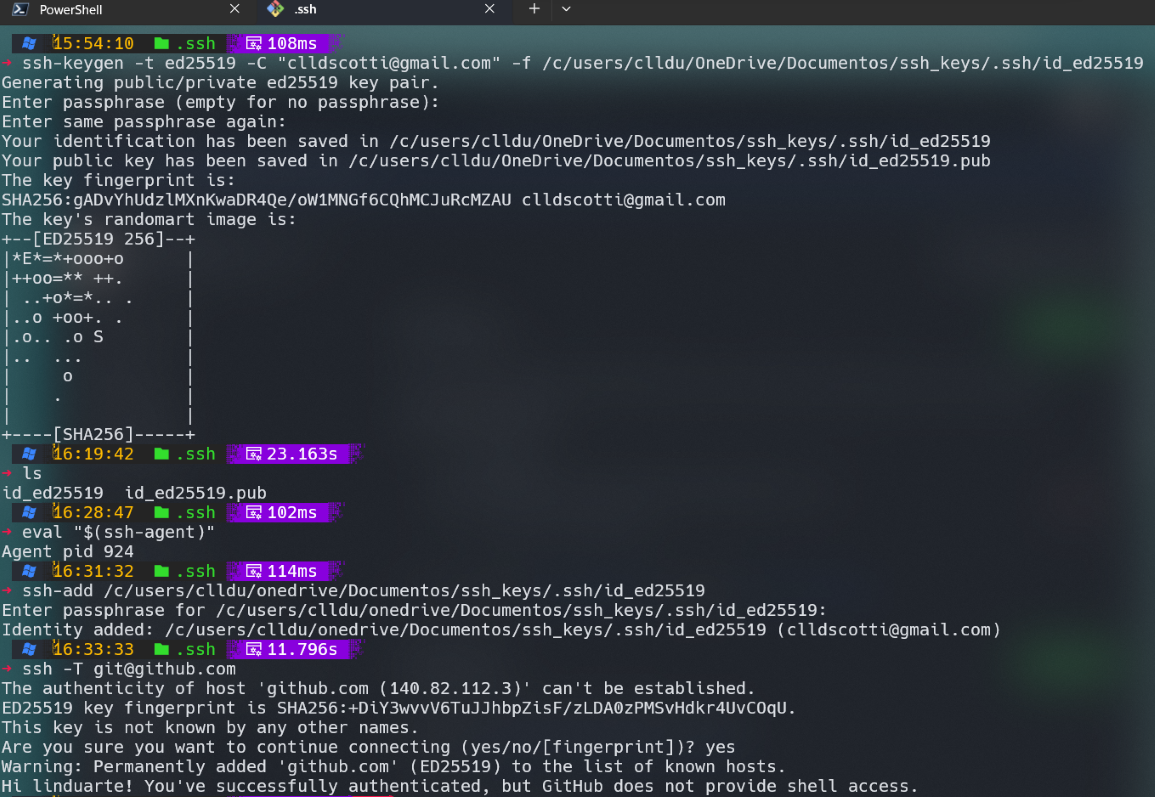 PowerShell
.ssh
15:54:10 .ssh 108ms
ssh-keygen -t ed25519 -C "clldscotti@gmail.com" -f /c/users/clldu/OneDrive/Documentos/ssh_keys/.ssh/id_ed25519
Generating public/private ed25519 key pair.
Enter passphrase (empty for no passphrase):
Enter same passphrase again:
Your identification has been saved in /c/users/clldu/OneDrive/Documentos/ssh_keys/.ssh/id_ed25519
Your public key has been saved in /c/users/clldu/OneDrive/Documentos/ssh_keys/.ssh/id_ed25519.pub
The key fingerprint is:
SHA256:gADvYhUdzlMXnKwaDR4Qe/oW1MNGf6CQhMCJuRcMZAU clldscotti@gmail.com
The key's randomart image is:
+--[ED25519 256]--+
|*E*=*+ooo+o      |
|++oo=** ++.      |
| ..+o*=*.. .     |
|..o +oo+. .      |
|.o.. .o S        |
|..  ...          |
|      o          |
|     .           |
|                 |
+----[SHA256]-----+
16:19:42 .ssh 23.163s
ls
id_ed25519  id_ed25519.pub
16:28:47 .ssh 102ms
eval "$(ssh-agent)"
Agent pid 924
16:31:32 .ssh 114ms
ssh-add /c/users/clldu/onedrive/Documentos/ssh_keys/.ssh/id_ed25519
Enter passphrase for /c/users/clldu/onedrive/Documentos/ssh_keys/.ssh/id_ed25519:
Identity added: /c/users/clldu/onedrive/Documentos/ssh_keys/.ssh/id_ed25519 (clldscotti@gmail.com)
16:33:33 .ssh 11.796s
ssh -T git@github.com
The authenticity of host 'github.com (140.82.112.3)' can't be established.
ED25519 key fingerprint is SHA256:+DiY3wvvV6TuJJhbpZisF/zLDA0zPMSvHdkr4UvCOqU.
This key is not known by any other names.
Are you sure you want to continue connecting (yes/no/[fingerprint])? yes
Warning: Permanently added 'github.com' (ED25519) to the list of known hosts.
Hi linduarte! You've successfully authenticated, but GitHub does not provide shell access.